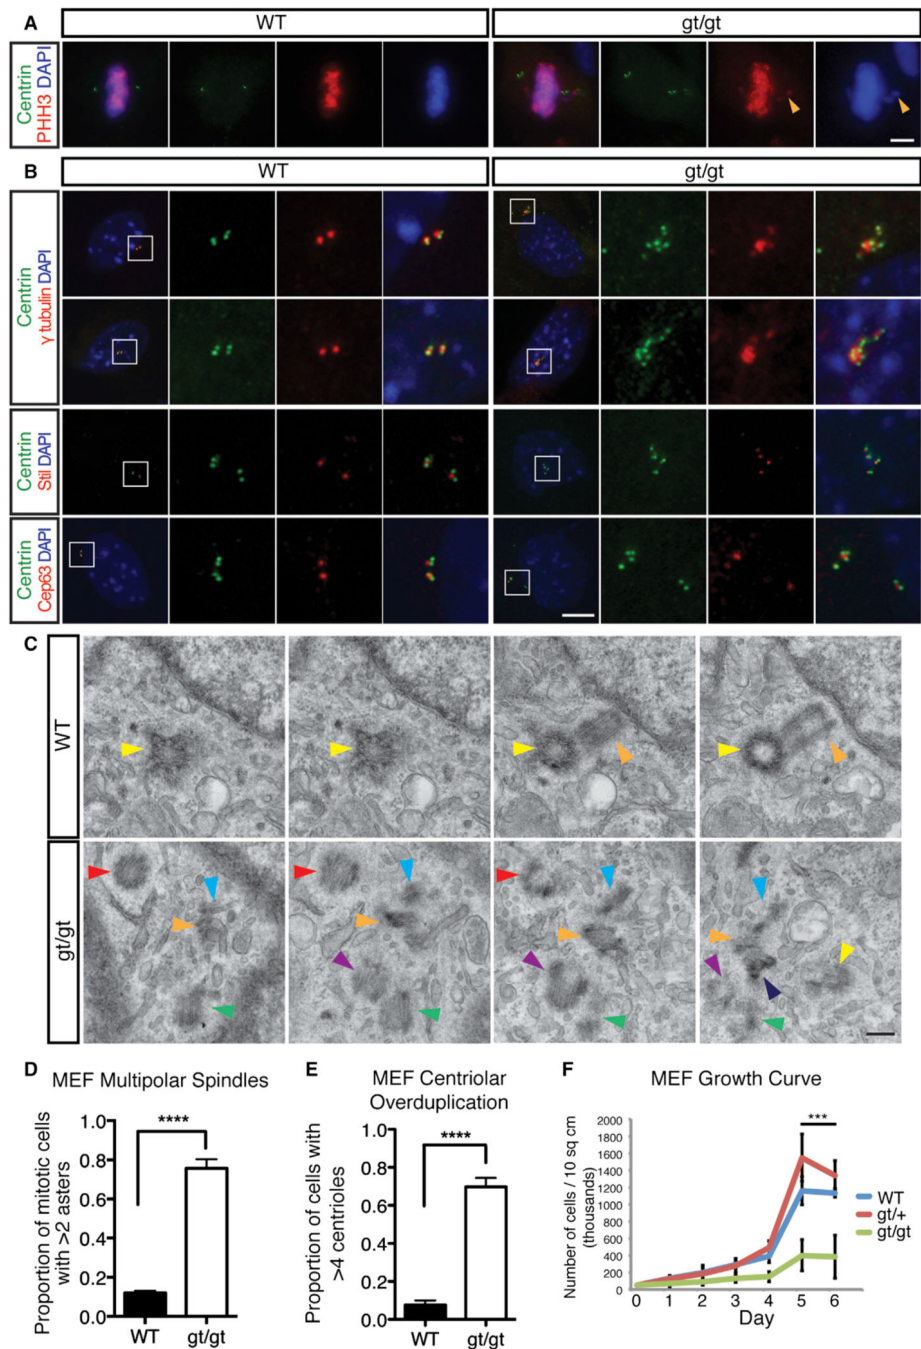 A
WT
gt/gt
Centrin
PHH3 DAPI
B
WT
gt/gt
Centrin
γ tubulin DAPI
Centrin
Stil DAPI
Centrin
Cep63 DAPI
C
WT
gt/gt
D
MEF Multipolar Spindles
Proportion of mitotic cells
with >2 asters
1.0
0.8
0.6
0.4
0.2
0.0
****
WT
gt/gt
E
MEF Centriolar
Overduplication
Proportion of cells with
>4 centrioles
1.0
0.8
0.6
0.4
0.2
0.0
****
WT
gt/gt
F
MEF Growth Curve
Number of cells / 10 sq cm
(thousands)
2000
1800
1600
1400
1200
1000
800
600
400
200
0
***
WT
gt/+
gt/gt
0 1 2 3 4 5 6
Day